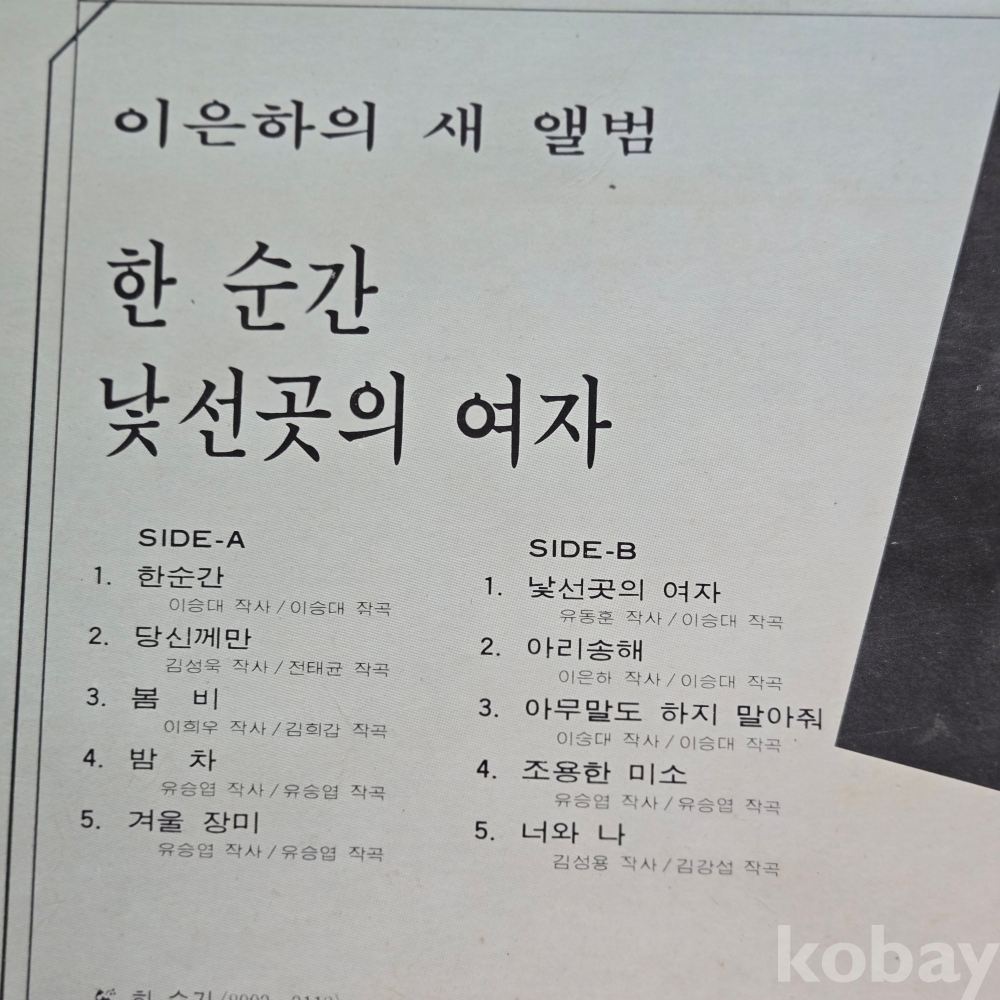 이은하의 새 앨범
한 순간
낯선곳의 여자
SIDE-A
1. 한순간
이승대 작사/이승대 작곡
2. 당신께만
김성욱 작사/전태균 작곡
3. 봄 비
이희우 작사/김희갑 작곡
4. 밤 차
유승엽 작사/유승엽 작곡
5. 겨울 장미
유승엽 작사/유승엽 작곡
SIDE-B
1. 낯선곳의 여자
유동훈 작사/이승대 작곡
2. 아리송해
이은하 작사/이승대 작곡
3. 아무말도 하지 말아줘
이승대 작사/이승대 작곡
4. 조용한 미소
유승엽 작사/유승엽 작곡
5. 너와 나
김성용 작사/김강섭 작곡
kobay